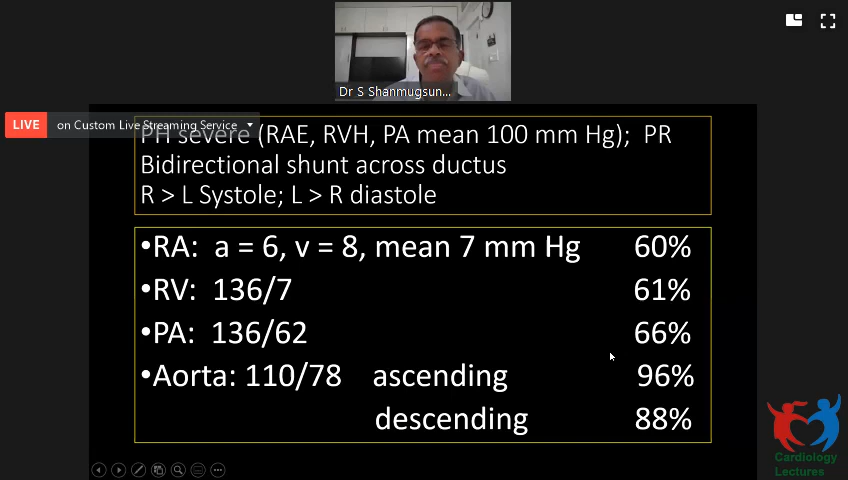 Dr S Shanmugsun...
LIVE on Custom Live Streaming Service
PH severe (RAE, RVH, PA mean 100 mm Hg); PR
Bidirectional shunt across ductus
R > L Systole; L > R diastole
•RA: a = 6, v = 8, mean 7 mm Hg 60%
•RV: 136/7 61%
•PA: 136/62 66%
•Aorta: 110/78 ascending 96%
descending 88%
Cardiology
Lectures